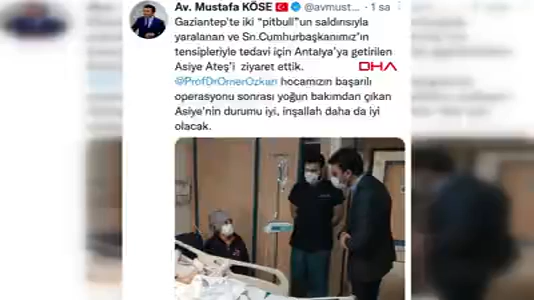 Av. Mustafa KÖSE @avmust... · 1 sa
Gaziantep'te iki “pitbull”un saldırısıyla
yaralanan ve Sn.Cumhurbaşkanımız'ın
tensipleriyle tedavi için Antalya'ya getirilen
Asiye Ateş'i ziyaret ettik.
DHA
@ProfDrOmerOzkan hocamızın başarılı
operasyonu sonrası yoğun bakımdan çıkan
Asiye'nin durumu iyi, inşallah daha da iyi
olacak.